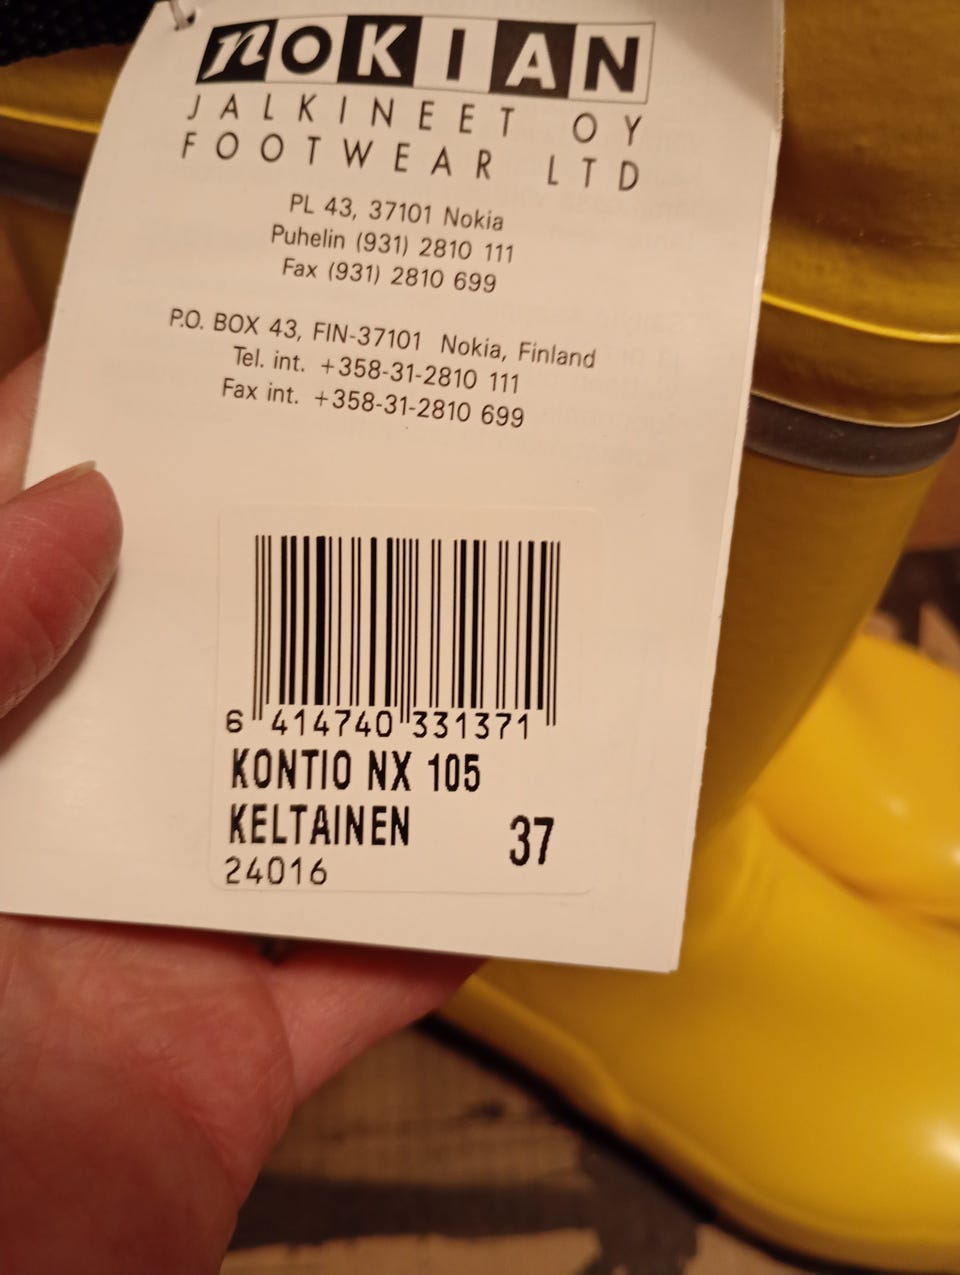 NOKIAN
JALKINEET OY
FOOTWEAR LTD
PL 43, 37101 Nokia
Puhelin (931) 2810 111
Fax (931) 2810 699
P.O. BOX 43, FIN-37101 Nokia, Finland
Tel. int. +358-31-2810 111
Fax int. +358-31-2810 699
6 414740 331371
KONTIO NX 105
KELTAINEN 37
24016